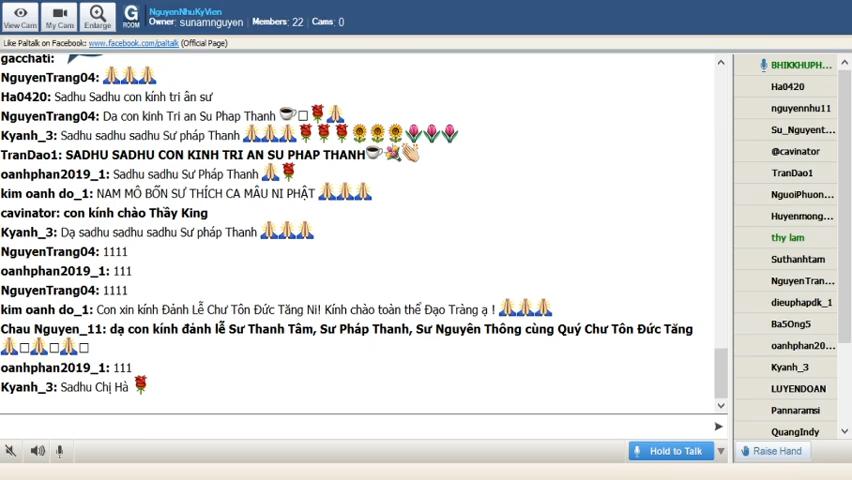 View Cam
My Cam
Enlarge
G
ROOM
NguyenNhuKyVien
Owner: sunamnguyen Members: 22 Cams: 0
Like Paltalk on Facebook: www.facebook.com/paltalk (Official Page)
gacchati:
NguyenTrang04: 🙏🙏🙏
Ha0420: Sadhu Sadhu con kính tri ân sư
NguyenTrang04: Da con kinh Tri an Su Phap Thanh ☕□🌹🙏
Kyanh_3: Sadhu sadhu sadhu Sư pháp Thanh 🙏🙏🙏🌹🌹🌹🌻🌻🌻🌷🌷🌷
TranDao1: SADHU SADHU CON KINH TRI AN SU PHAP THANH☕💐👏
oanhphan2019_1: Sadhu sadhu Sư Pháp Thanh 🙏🌹
kim oanh do_1: NAM MÔ BỔN SƯ THÍCH CA MÂU NI PHẬT 🙏🙏🙏
cavinator: con kính chào Thầy King
Kyanh_3: Dạ sadhu sadhu sadhu Sư pháp Thanh 🙏🙏🙏
NguyenTrang04: 1111
oanhphan2019_1: 111
NguyenTrang04: 1111
kim oanh do_1: Con xin kính Đảnh Lễ Chư Tôn Đức Tăng Ni! Kính chào toàn thể Đạo Tràng ạ ! 🙏🙏🙏
Chau Nguyen_11: dạ con kính đảnh lễ Sư Thanh Tâm, Sư Pháp Thanh, Sư Nguyên Thông cùng Quý Chư Tôn Đức Tăng
🙏□🙏□🙏□
oanhphan2019_1: 111
Kyanh_3: Sadhu Chị Hà 🌹
Hold to Talk
BHIKKHUPH...
Ha0420
nguyennhu11
Su_Nguyent...
@cavinator
TranDao1
NguoiPhuon...
Huyenmong...
thy lam
Suthanhtam
NguyenTran...
dieuphapdk_1
Ba5Ong5
oanhphan20...
Kyanh_3
LUYENDOAN
Pannaramsi
QuangIndy
Raise Hand